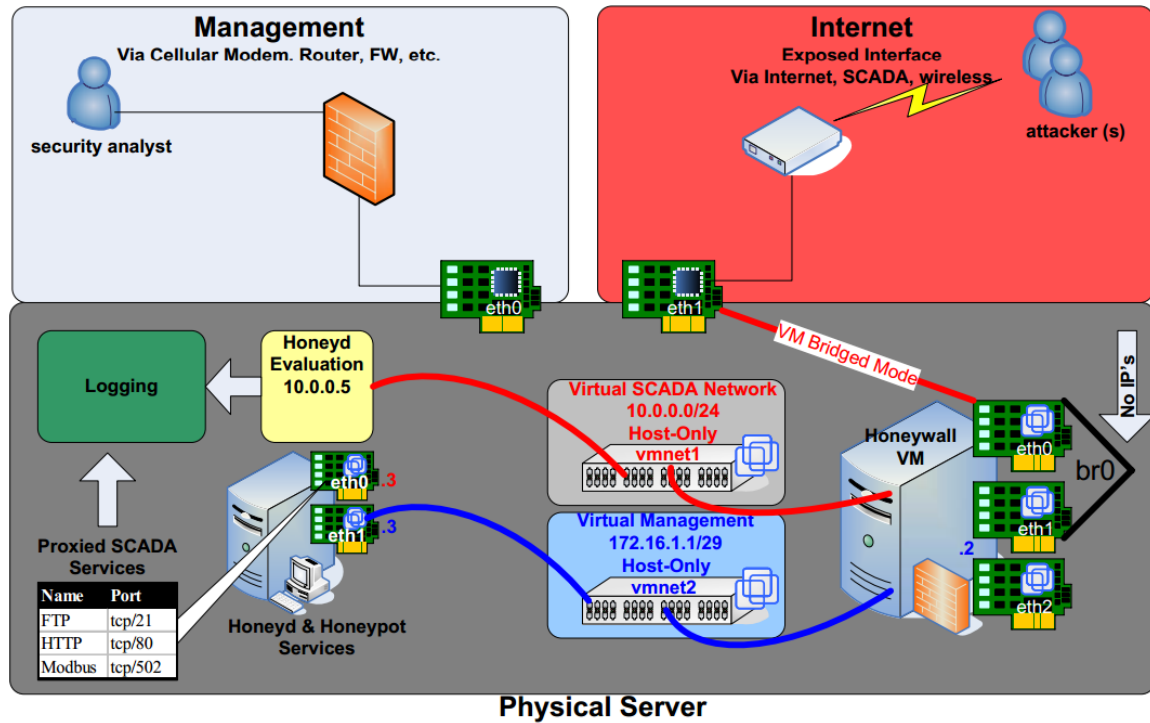 Management
Via Cellular Modem. Router, FW, etc.
security analyst
eth0
Internet
Exposed Interface
Via Internet, SCADA, wireless
attacker (s)
eth1
VM Bridged Mode
No IP's
Logging
Honeyd
Evaluation
10.0.0.5
Virtual SCADA Network
10.0.0.0/24
Host-Only
vmnet1
Honeywall
VM
eth0
br0
eth1
.2
eth2
eth0
.3
eth1
.3
Virtual Management
172.16.1.1/29
Host-Only
vmnet2
Proxied SCADA
Services
Name Port
FTP tcp/21
HTTP tcp/80
Modbus tcp/502
Honeyd & Honeypot
Services
Physical Server